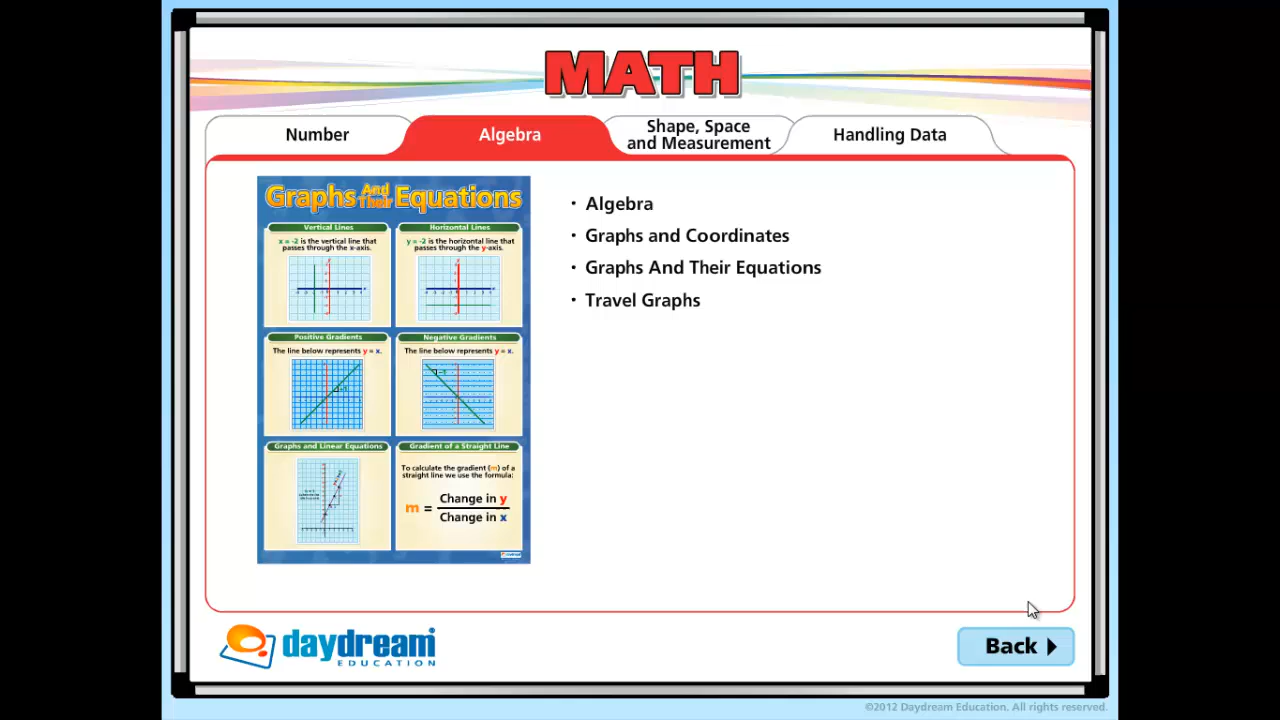 MATH
Number
Algebra
Shape, Space
and Measurement
Handling Data
Graphs And Their Equations
Vertical Lines
x = -2 is the vertical line that
passes through the x-axis.
Horizontal Lines
y = -2 is the horizontal line that
passes through the y-axis.
Positive Gradients
The line below represents y = x.
Negative Gradients
The line below represents y = x.
Graphs and Linear Equations
Gradient of a Straight Line
To calculate the gradient (m) of a
straight line we use the formula:
m = Change in y
Change in x
• Algebra
• Graphs and Coordinates
• Graphs And Their Equations
• Travel Graphs
daydream
EDUCATION
Back
©2012 Daydream Education. All rights reserved.